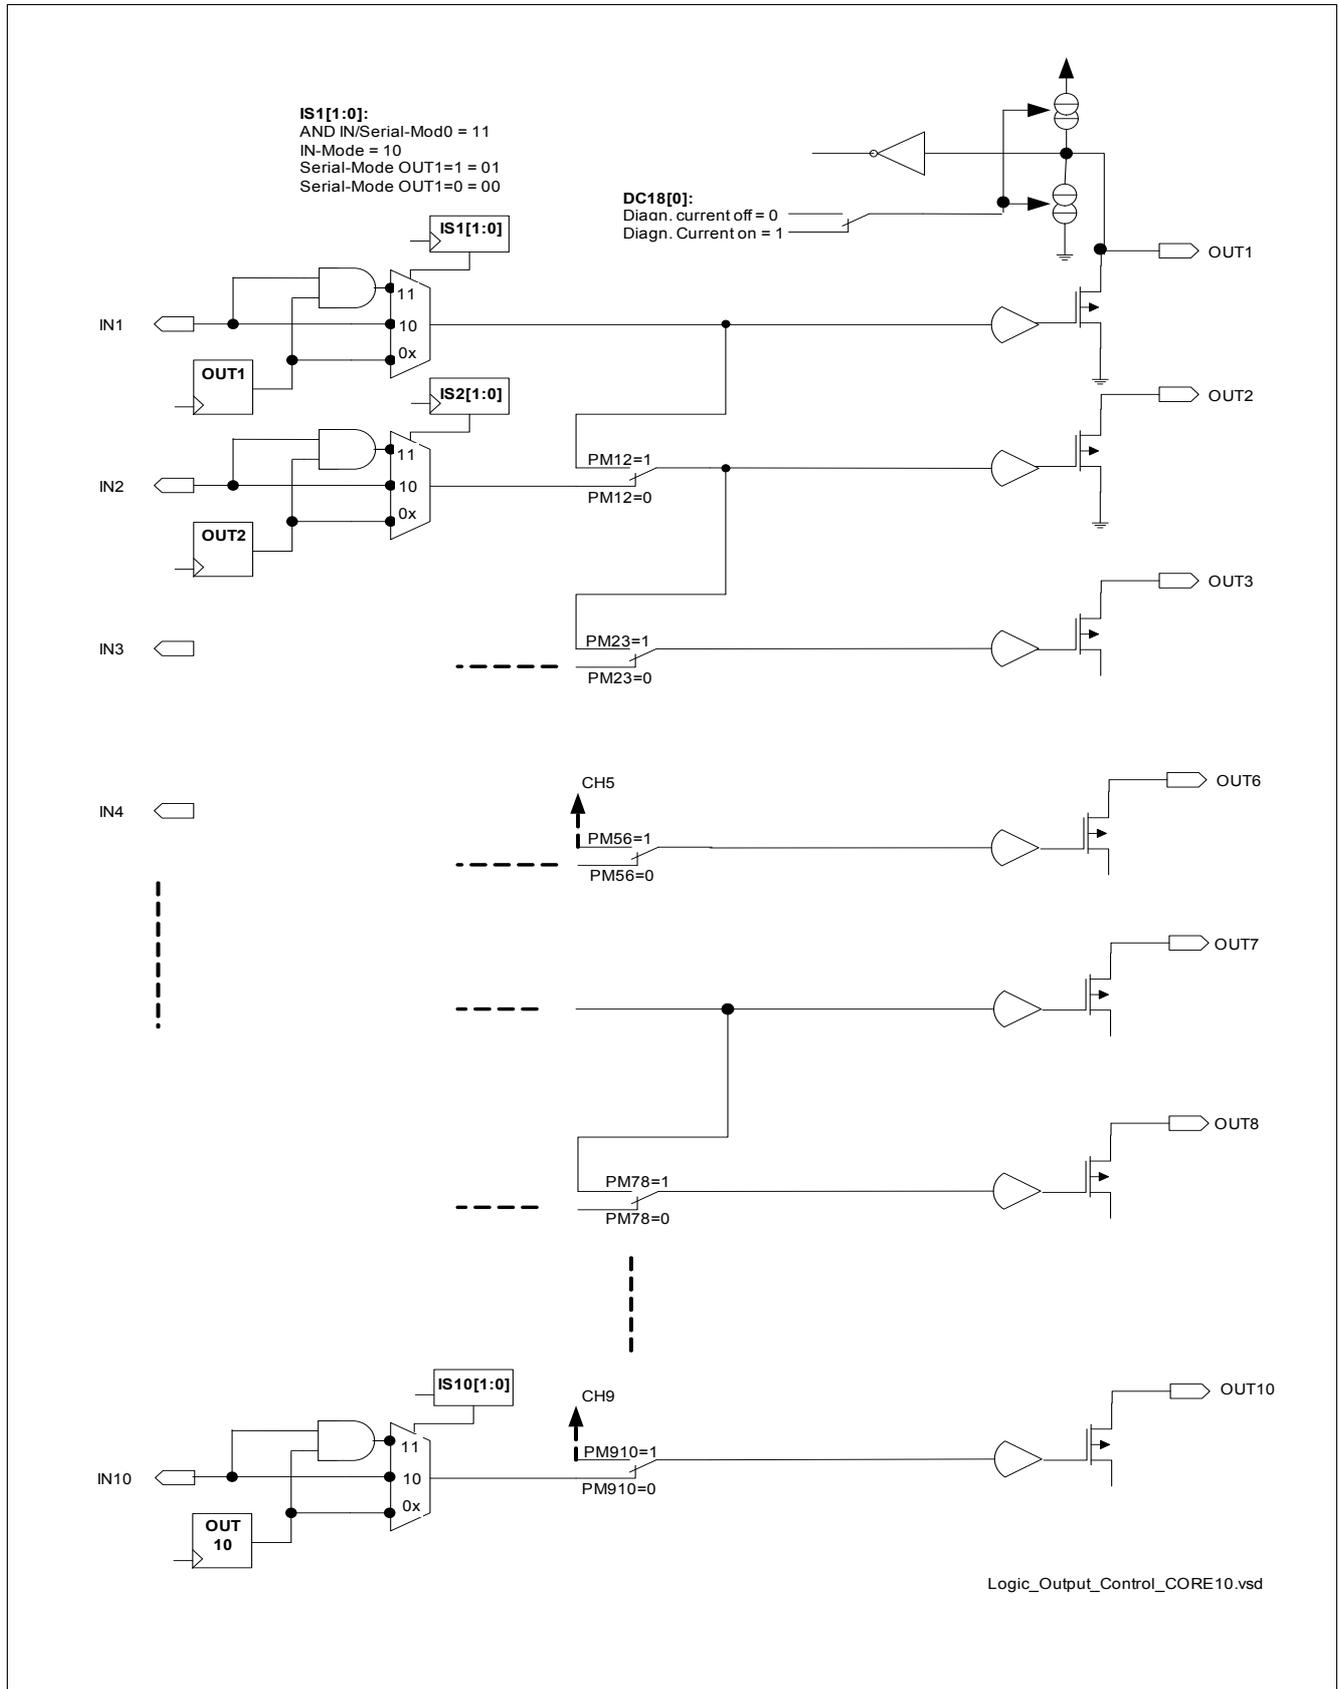 IS1[1:0]:
AND IN/Serial-Mod0 = 11
IN-Mode = 10
Serial-Mode OUT1=1 = 01
Serial-Mode OUT1=0 = 00
DC18[0]:
Diagn. current off = 0
Diagn. Current on = 1
IS1[1:0]
OUT1
11
IN1
10
0x
OUT1
IS2[1:0]
OUT2
11
PM12=1
IN2
10
PM12=0
0x
OUT2
OUT3
PM23=1
IN3
PM23=0
CH5
OUT6
IN4
PM56=1
PM56=0
OUT7
OUT8
PM78=1
PM78=0
IS10[1:0]
OUT10
CH9
11
PM910=1
IN10
10
PM910=0
0x
OUT
10
Logic_Output_Control_CORE10.vsd